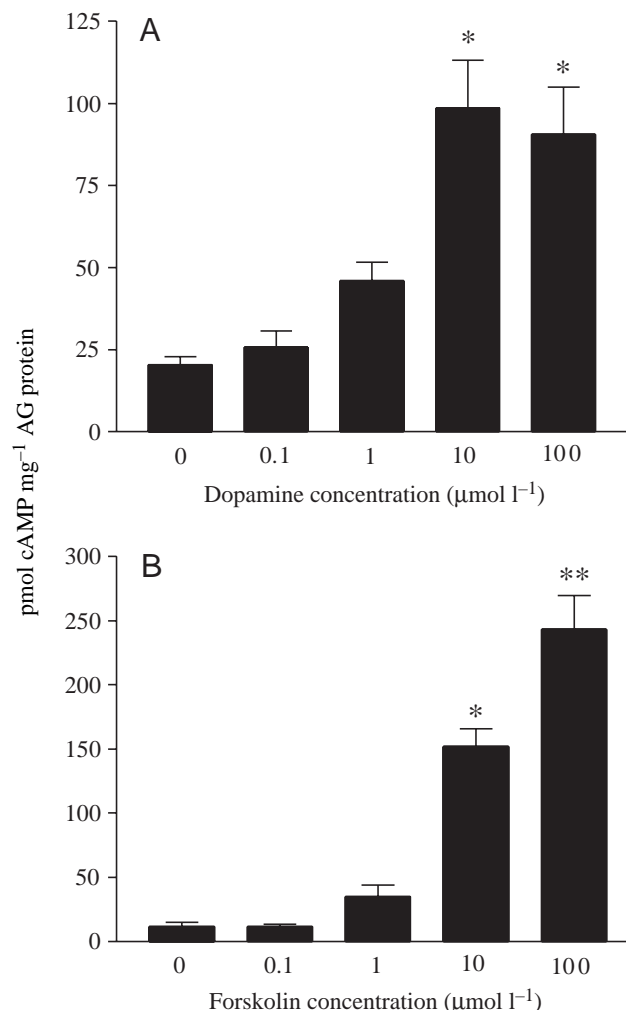 A
125
100
75
50
25
0
* *
0 0.1 1 10 100
Dopamine concentration (μmol l⁻¹)
pmol cAMP mg⁻¹ AG protein
B
300
250
200
150
100
50
0
* **
0 0.1 1 10 100
Forskolin concentration (μmol l⁻¹)